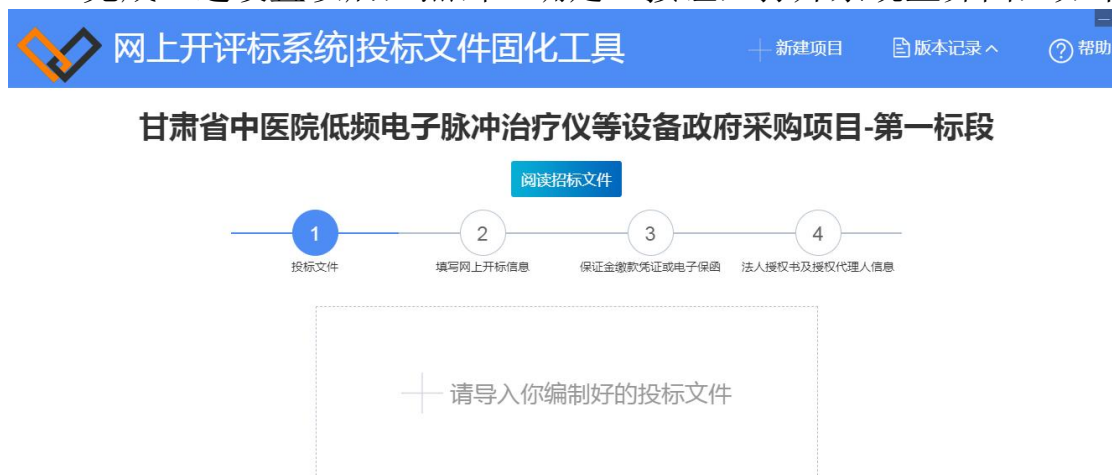 网上开评标系统|投标文件固化工具
新建项目
版本记录
帮助
甘肃省中医院低频电子脉冲治疗仪等设备政府采购项目-第一标段
阅读招标文件
1
2
3
4
投标文件
填写网上开标信息
保证金缴款凭证或电子保函
法人授权书及授权代理人信息
请导入你编制好的投标文件